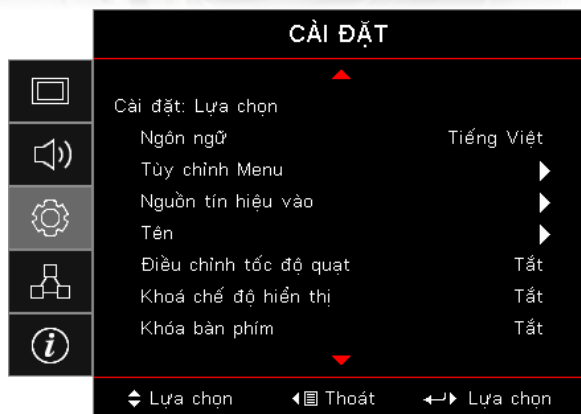 CÀI ĐẶT
Cài đặt: Lựa chọn
Ngôn ngữ Tiếng Việt
Tùy chỉnh Menu
Nguồn tín hiệu vào
Tên
Điều chỉnh tốc độ quạt Tắt
Khoá chế độ hiển thị Tắt
Khóa bàn phím Tắt
Lựa chọn Thoát Lựa chọn